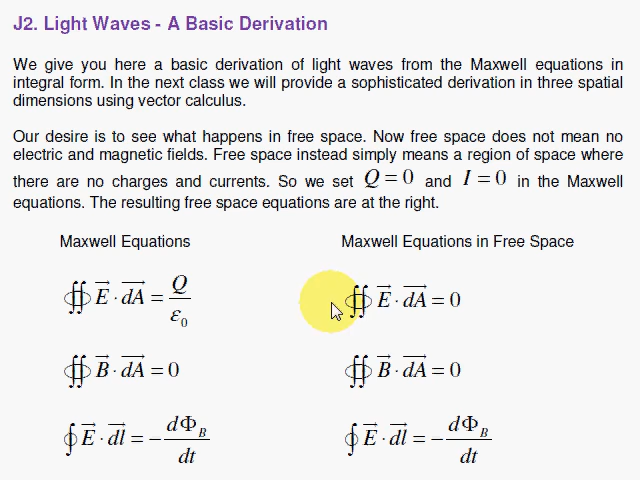 J2. Light Waves - A Basic Derivation
We give you here a basic derivation of light waves from the Maxwell equations in
integral form. In the next class we will provide a sophisticated derivation in three spatial
dimensions using vector calculus.
Our desire is to see what happens in free space. Now free space does not mean no
electric and magnetic fields. Free space instead simply means a region of space where
there are no charges and currents. So we set Q = 0 and I = 0 in the Maxwell
equations. The resulting free space equations are at the right.
Maxwell Equations Maxwell Equations in Free Space
∯ E⃗ · dA⃗ = Q/ε₀ ∯ E⃗ · dA⃗ = 0
∯ B⃗ · dA⃗ = 0 ∯ B⃗ · dA⃗ = 0
∮ E⃗ · dl⃗ = − dΦ_B/dt ∮ E⃗ · dl⃗ = − dΦ_B/dt